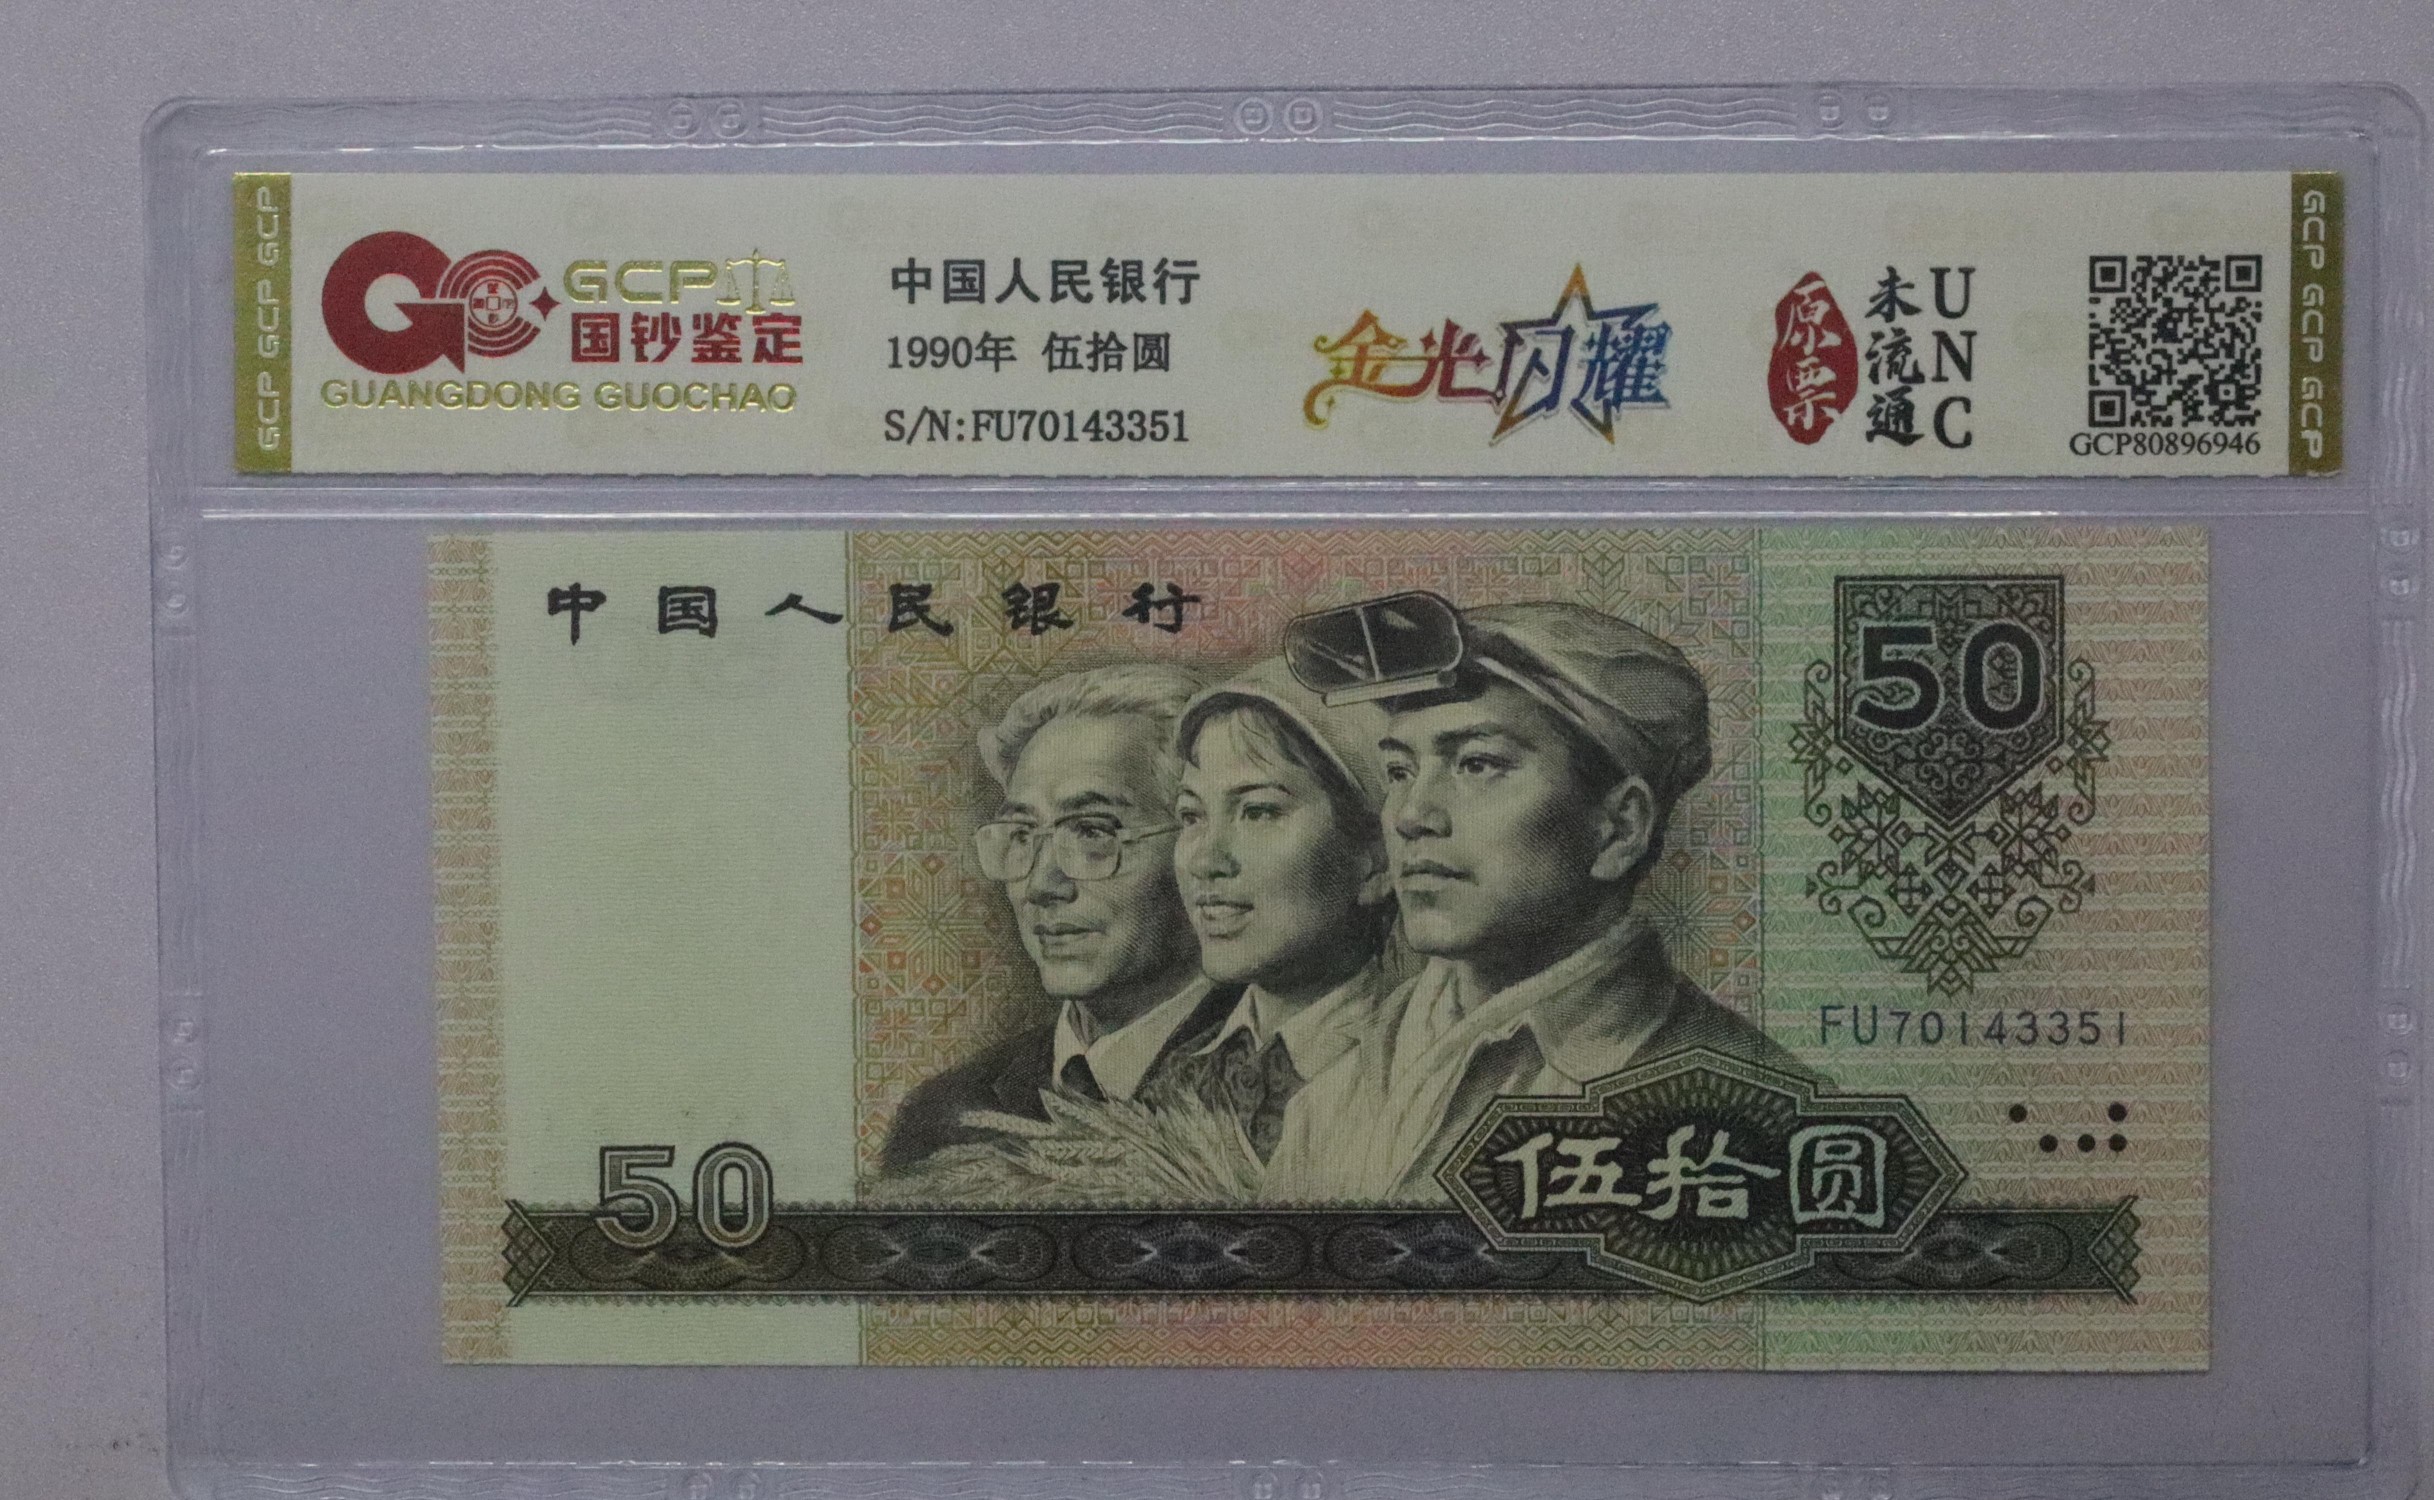 GCP GCP GCP
GCP
国钞鉴定
GUANGDONG GUOCHAO
中国人民银行
1990年 伍拾圆
S/N:FU70143351
金光闪耀
原票
未流通
UNC
GCP80896946
GCP GCP GCP
中国人民银行
50
FU70143351
伍拾圆
50